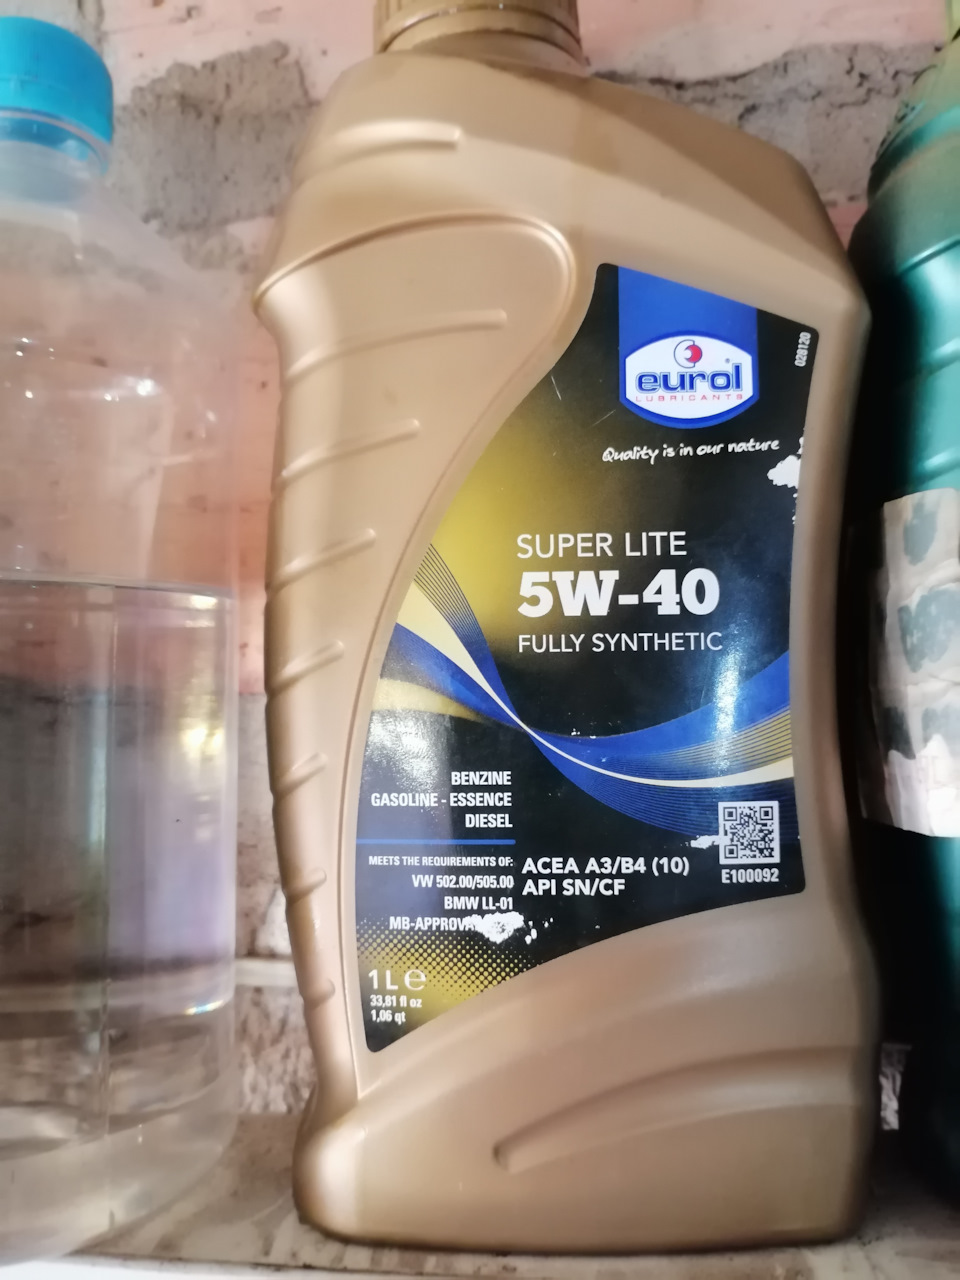 028120
eurol
LUBRICANTS
Quality is in our nature
SUPER LITE
5W-40
FULLY SYNTHETIC
BENZINE
GASOLINE - ESSENCE
DIESEL
MEETS THE REQUIREMENTS OF:
VW 502.00/505.00
BMW LL-01
ACEA A3/B4 (10)
API SN/CF
E100092
1L e
33,81 fl oz
1,06 qt